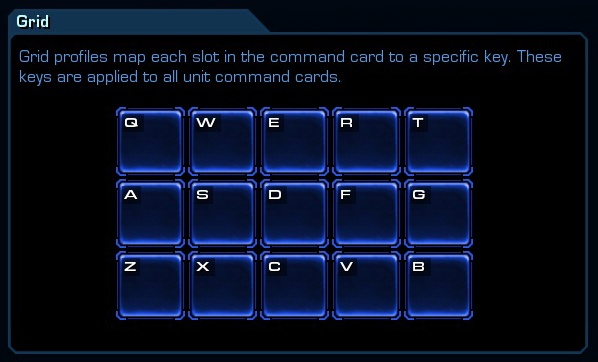 Grid
Grid profiles map each slot in the command card to a specific key. These
keys are applied to all unit command cards.
Q W E R T
A S D F G
Z X C V B